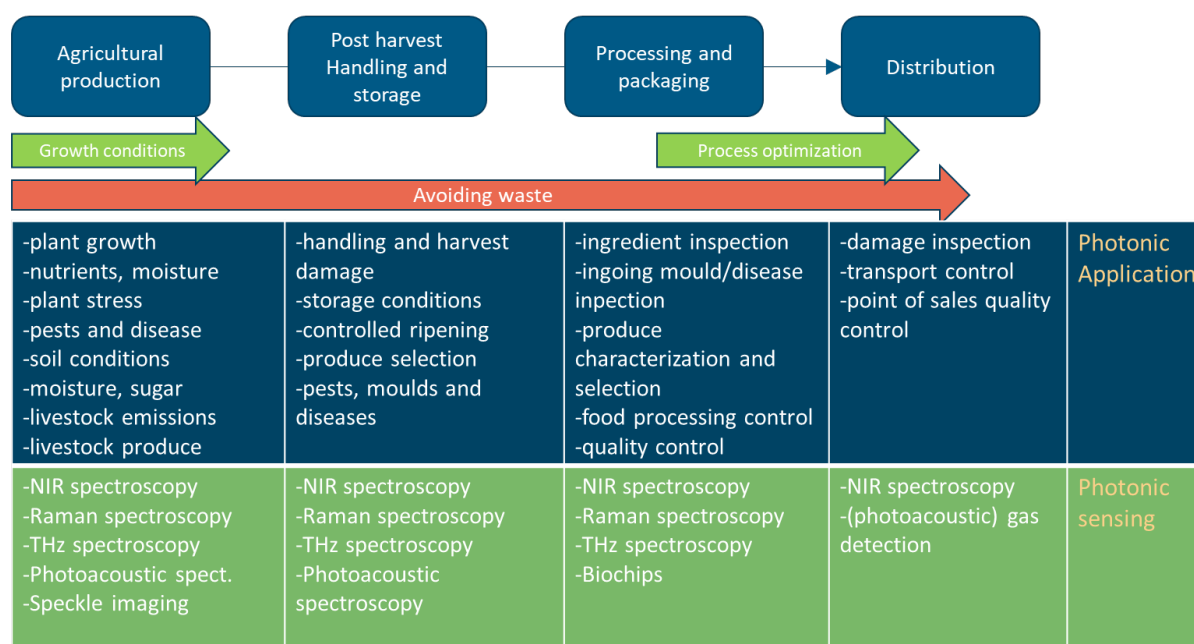 Agricultural
production
Post harvest
Handling and
storage
Processing and
packaging
Distribution
Growth conditions
Process optimization
Avoiding waste
-plant growth
-nutrients, moisture
-plant stress
-pests and disease
-soil conditions
-moisture, sugar
-livestock emissions
-livestock produce
-handling and harvest
damage
-storage conditions
-controlled ripening
-produce selection
-pests, moulds and
diseases
-ingredient inspection
-ingoing mould/disease
inpection
-produce
characterization and
selection
-food processing control
-quality control
-damage inspection
-transport control
-point of sales quality
control
Photonic
Application
-NIR spectroscopy
-Raman spectroscopy
-THz spectroscopy
-Photoacoustic spect.
-Speckle imaging
-NIR spectroscopy
-Raman spectroscopy
-THz spectroscopy
-Photoacoustic
spectroscopy
-NIR spectroscopy
-Raman spectroscopy
-THz spectroscopy
-Biochips
-NIR spectroscopy
-(photoacoustic) gas
detection
Photonic
sensing